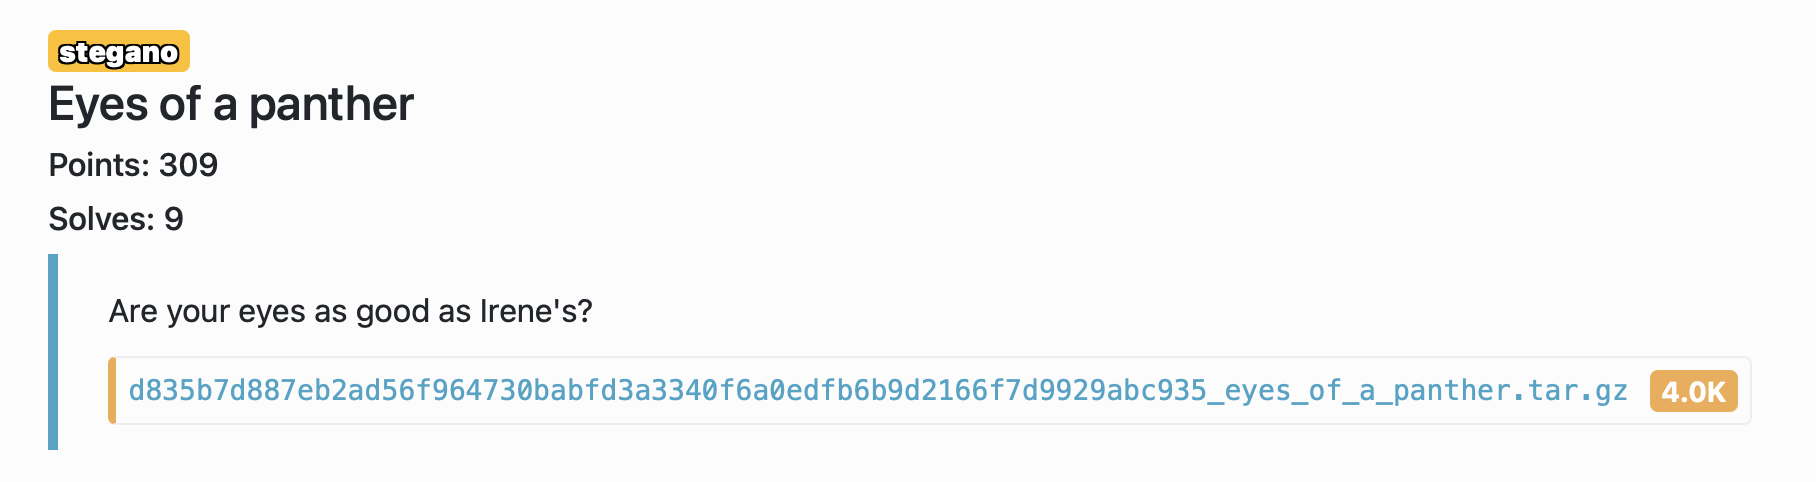 stegano
Eyes of a panther
Points: 309
Solves: 9
Are your eyes as good as Irene's?
d835b7d887eb2ad56f964730babfd3a3340f6a0edfb6b9d2166f7d9929abc935_eyes_of_a_panther.tar.gz 4.0K